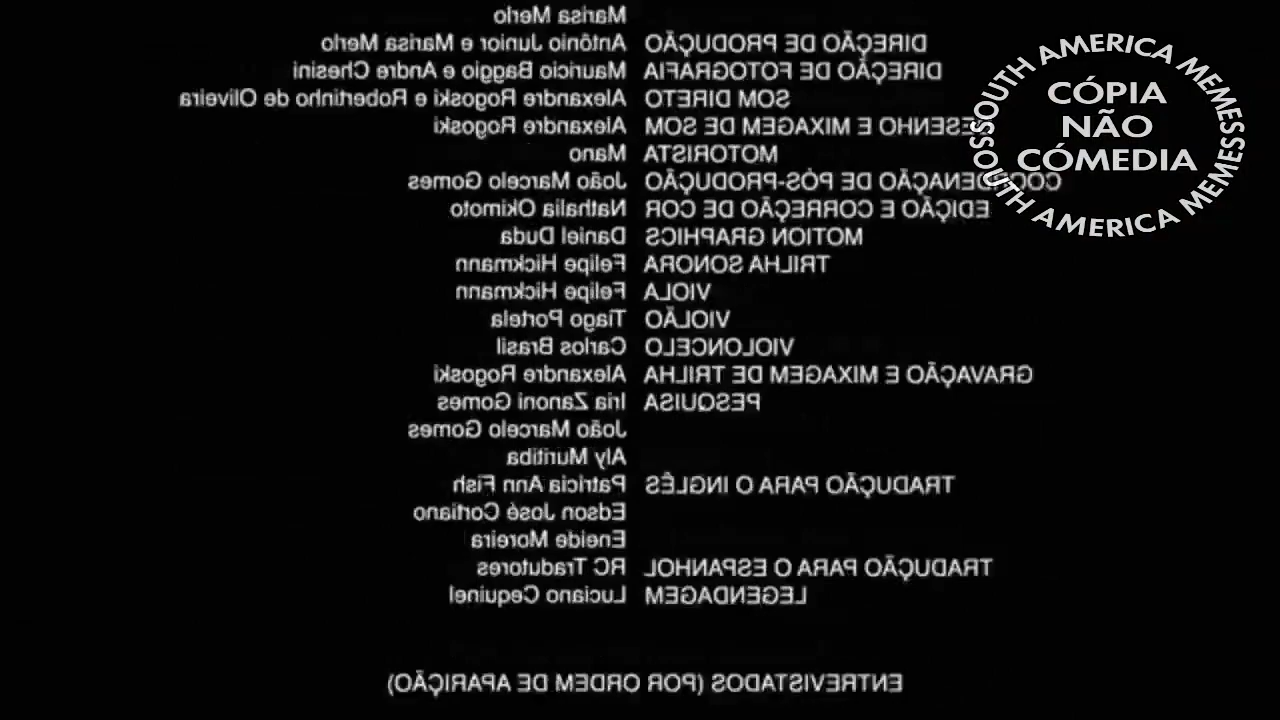 Marisa Merlo
DIREÇÃO DE PRODUÇÃO Antônio Junior e Marisa Merlo
DIREÇÃO DE FOTOGRAFIA Mauricio Baggio e Andre Chesini
SOM DIRETO Alexandre Rogoski e Robertinho de Oliveira
DESENHO E MIXAGEM DE SOM Alexandre Rogoski
MOTORISTA Mano
COORDENAÇÃO DE PÓS-PRODUÇÃO João Marcelo Gomes
EDIÇÃO E CORREÇÃO DE COR Nathalia Okimoto
MOTION GRAPHICS Daniel Duda
TRILHA SONORA Felipe Hickmann
VIOLA Felipe Hickmann
VIOLÃO Tiago Portela
VIOLONCELO Carlos Brasil
GRAVAÇÃO E MIXAGEM DE TRILHA Alexandre Rogoski
PESQUISA Iria Zanoni Gomes
João Marcelo Gomes
Aly Muritiba
TRADUÇÃO PARA O INGLÊS Patricia Ann Fish
Edson José Cortiano
Eneide Moreira
TRADUÇÃO PARA O ESPANHOL RC Tradutores
LEGENDAGEM Luciano Cequinel
ENTREVISTADOS (POR ORDEM DE APARIÇÃO)
SOUTH AMERICA MEMES
CÓPIA
NÃO
CÓMEDIA
SOUTH AMERICA MEMES